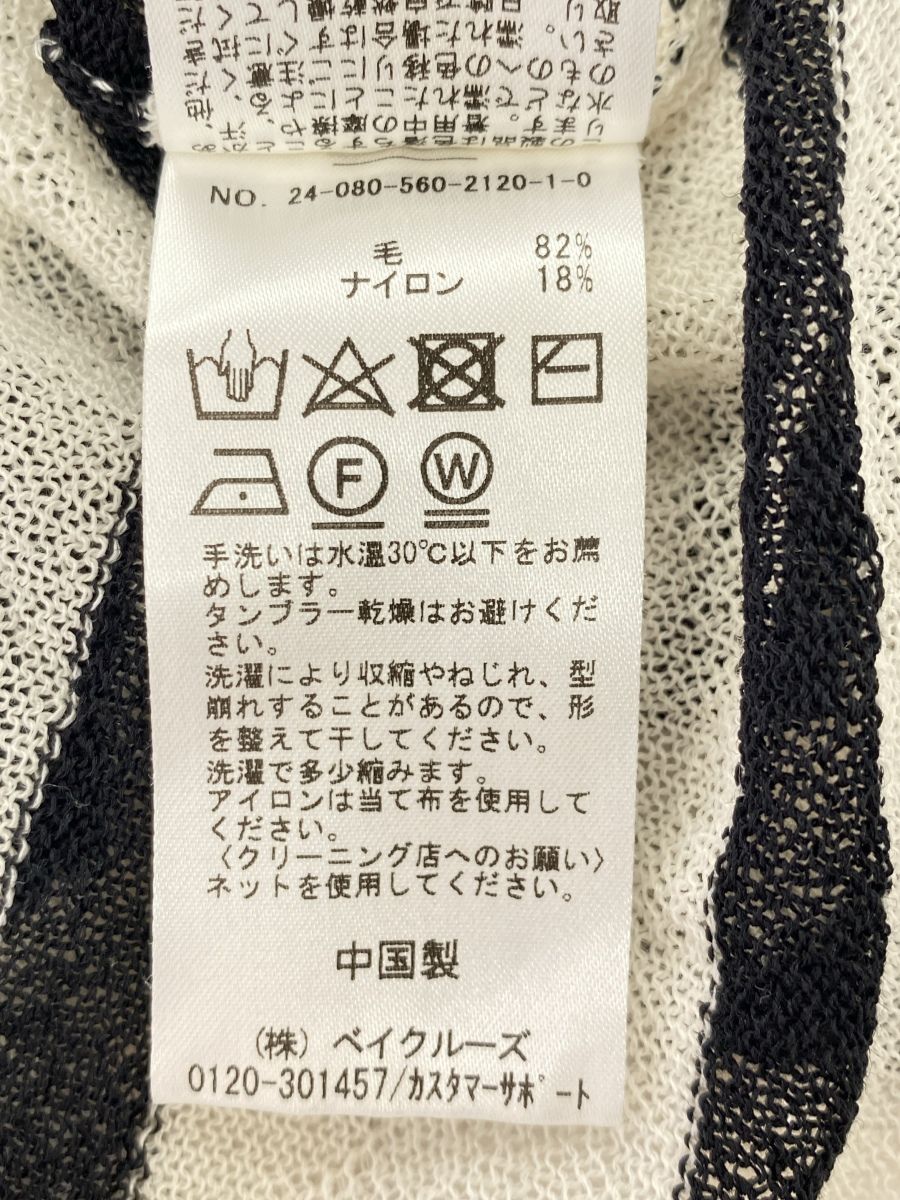 NO. 24-080-560-2120-1-0
毛 82%
ナイロン 18%
F W
手洗いは水温30℃以下をお薦
めします。
タンブラー乾燥はお避けくだ
さい。
洗濯により収縮やねじれ、型
崩れすることがあるので、形
を整えて干してください。
洗濯で多少縮みます。
アイロンは当て布を使用して
ください。
〈クリーニング店へのお願い〉
ネットを使用してください。
中国製
(株) ベイクルーズ
0120-301457/カスタマーサポート